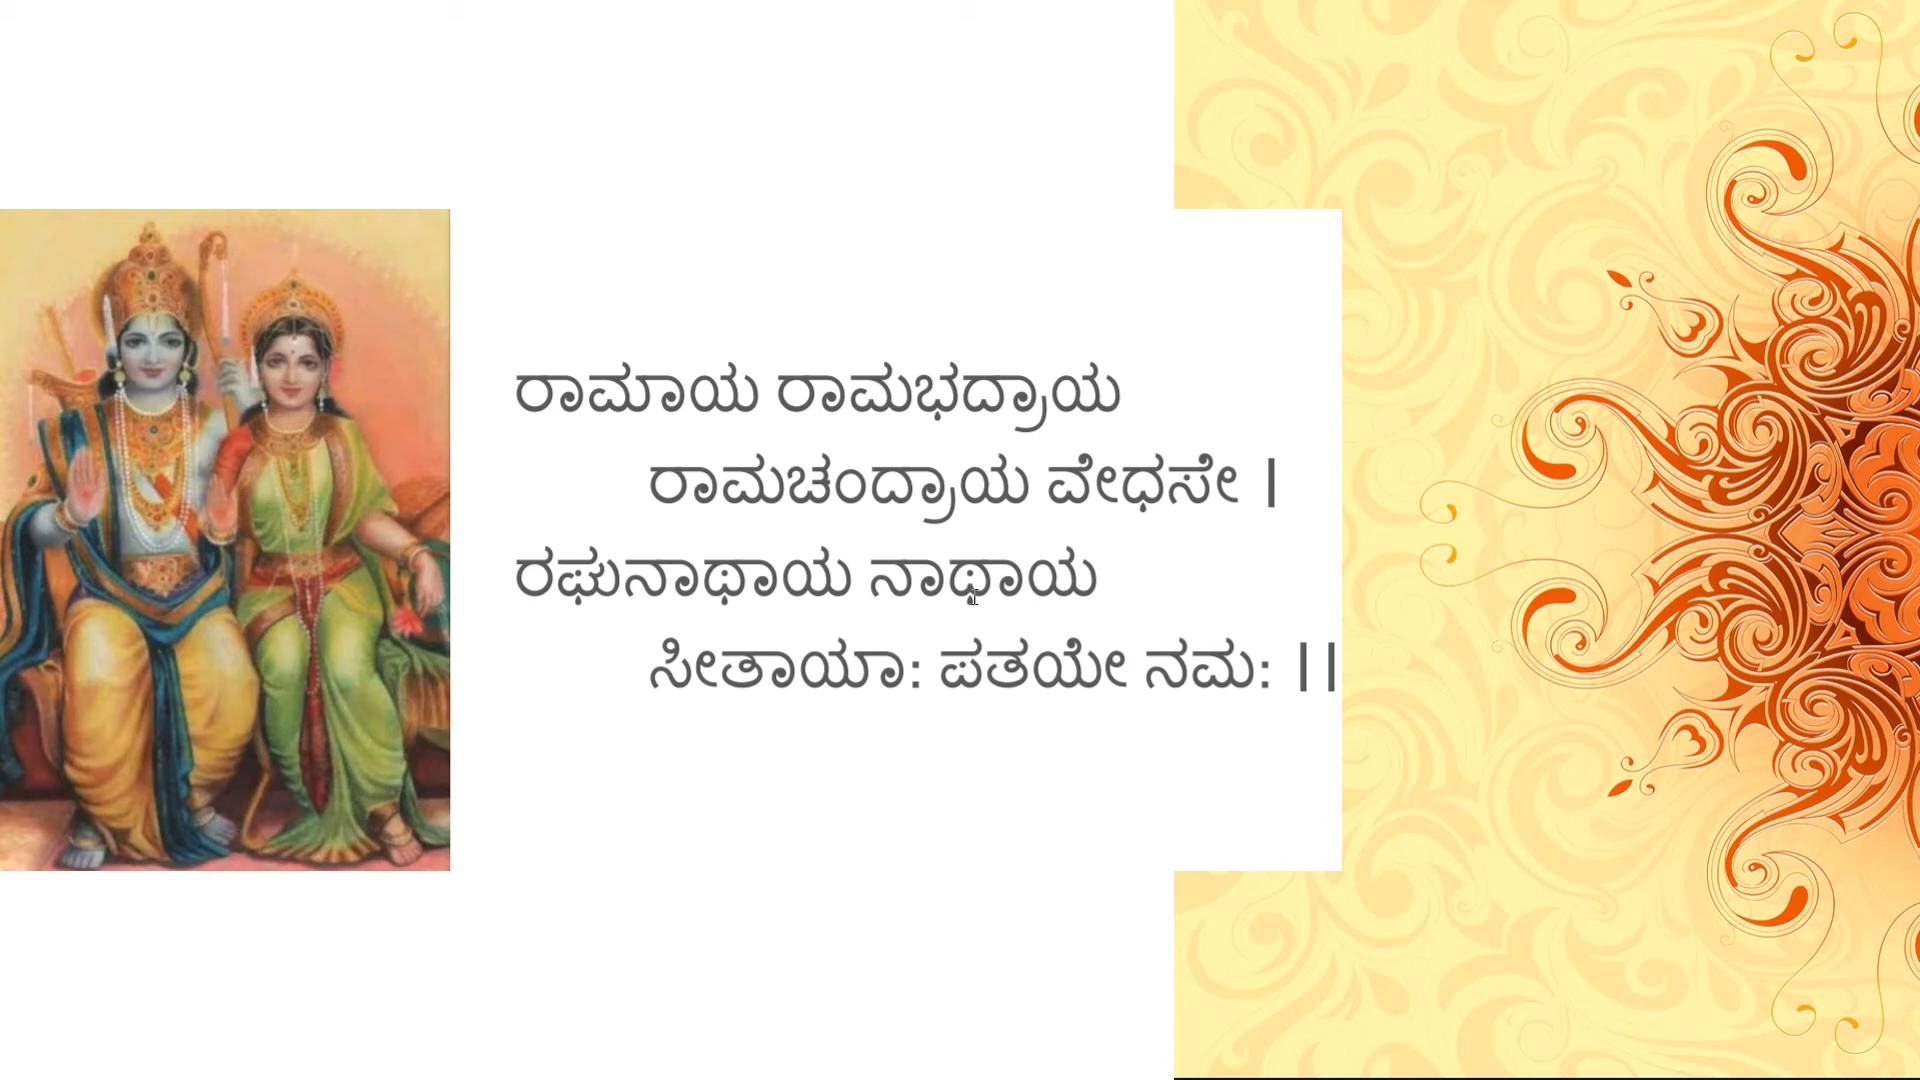 ರಾಮಾಯ ರಾಮಭದ್ರಾಯ
ರಾಮಚಂದ್ರಾಯ ವೇಧಸೇ |
ರಘುನಾಥಾಯ ನಾಥಾಯ
ಸೀತಾಯಾ: ಪತಯೇ ನಮ: ||